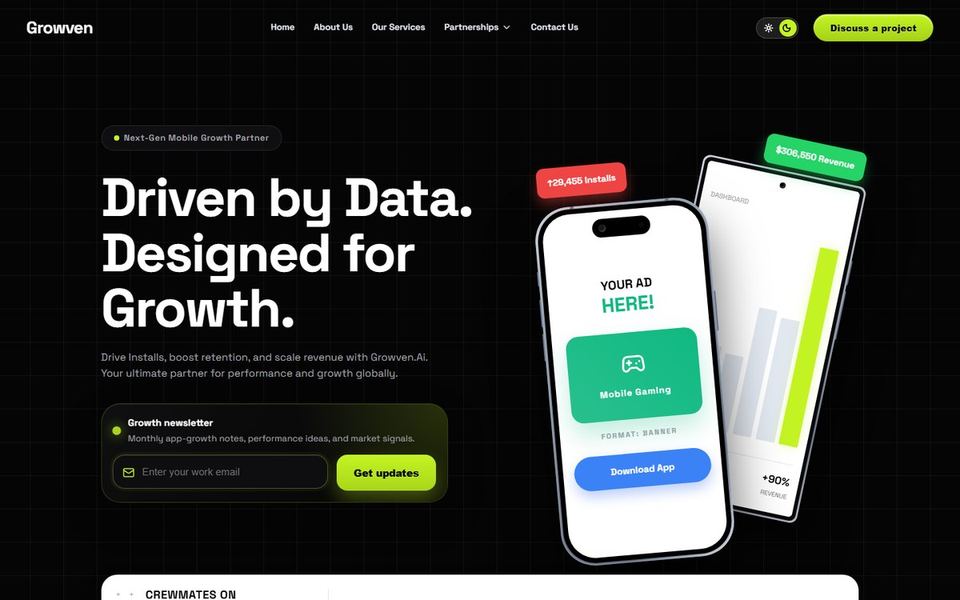 Growven
Home
About Us
Our Services
Partnerships
Contact Us
Discuss a project
Next-Gen Mobile Growth Partner
Driven by Data.
Designed for
Growth.
Drive Installs, boost retention, and scale revenue with Growven.Ai.
Your ultimate partner for performance and growth globally.
Growth newsletter
Monthly app-growth notes, performance ideas, and market signals.
Enter your work email
Get updates
↑29,455 Installs
$306,550 Revenue
DASHBOARD
YOUR AD
HERE!
Mobile Gaming
FORMAT: BANNER
Download App
+90%
REVENUE
CREWMATES ON